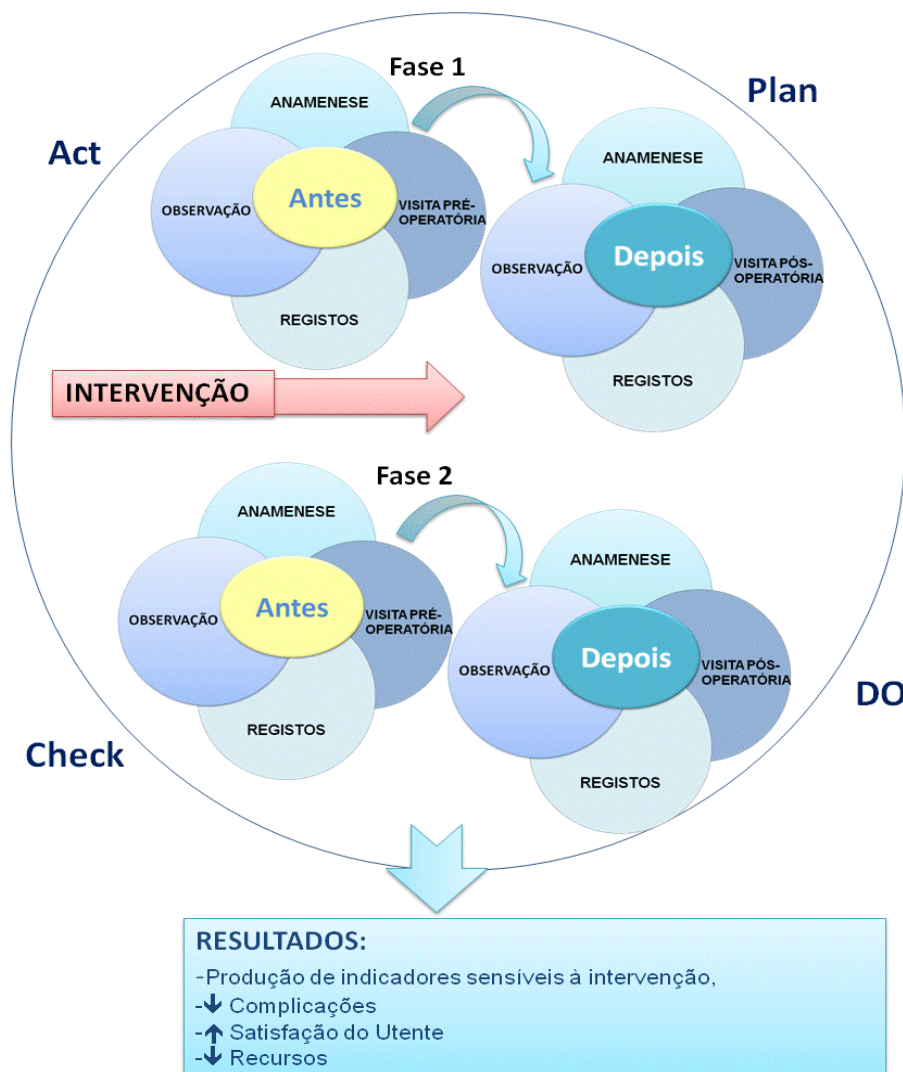 Fase 1
Plan
Act
ANAMENESE
OBSERVAÇÃO
Antes
VISITA PRÉ-
OPERATÓRIA
REGISTOS
ANAMENESE
OBSERVAÇÃO
Depois
VISITA PÓS-
OPERATÓRIA
REGISTOS
INTERVENÇÃO
Fase 2
ANAMENESE
OBSERVAÇÃO
Antes
VISITA PRÉ-
OPERATÓRIA
REGISTOS
ANAMENESE
OBSERVAÇÃO
Depois
VISITA PÓS-
OPERATÓRIA
REGISTOS
DO
Check
RESULTADOS:
-Produção de indicadores sensíveis à intervenção,
-↓ Complicações
-↑ Satisfação do Utente
-↓ Recursos